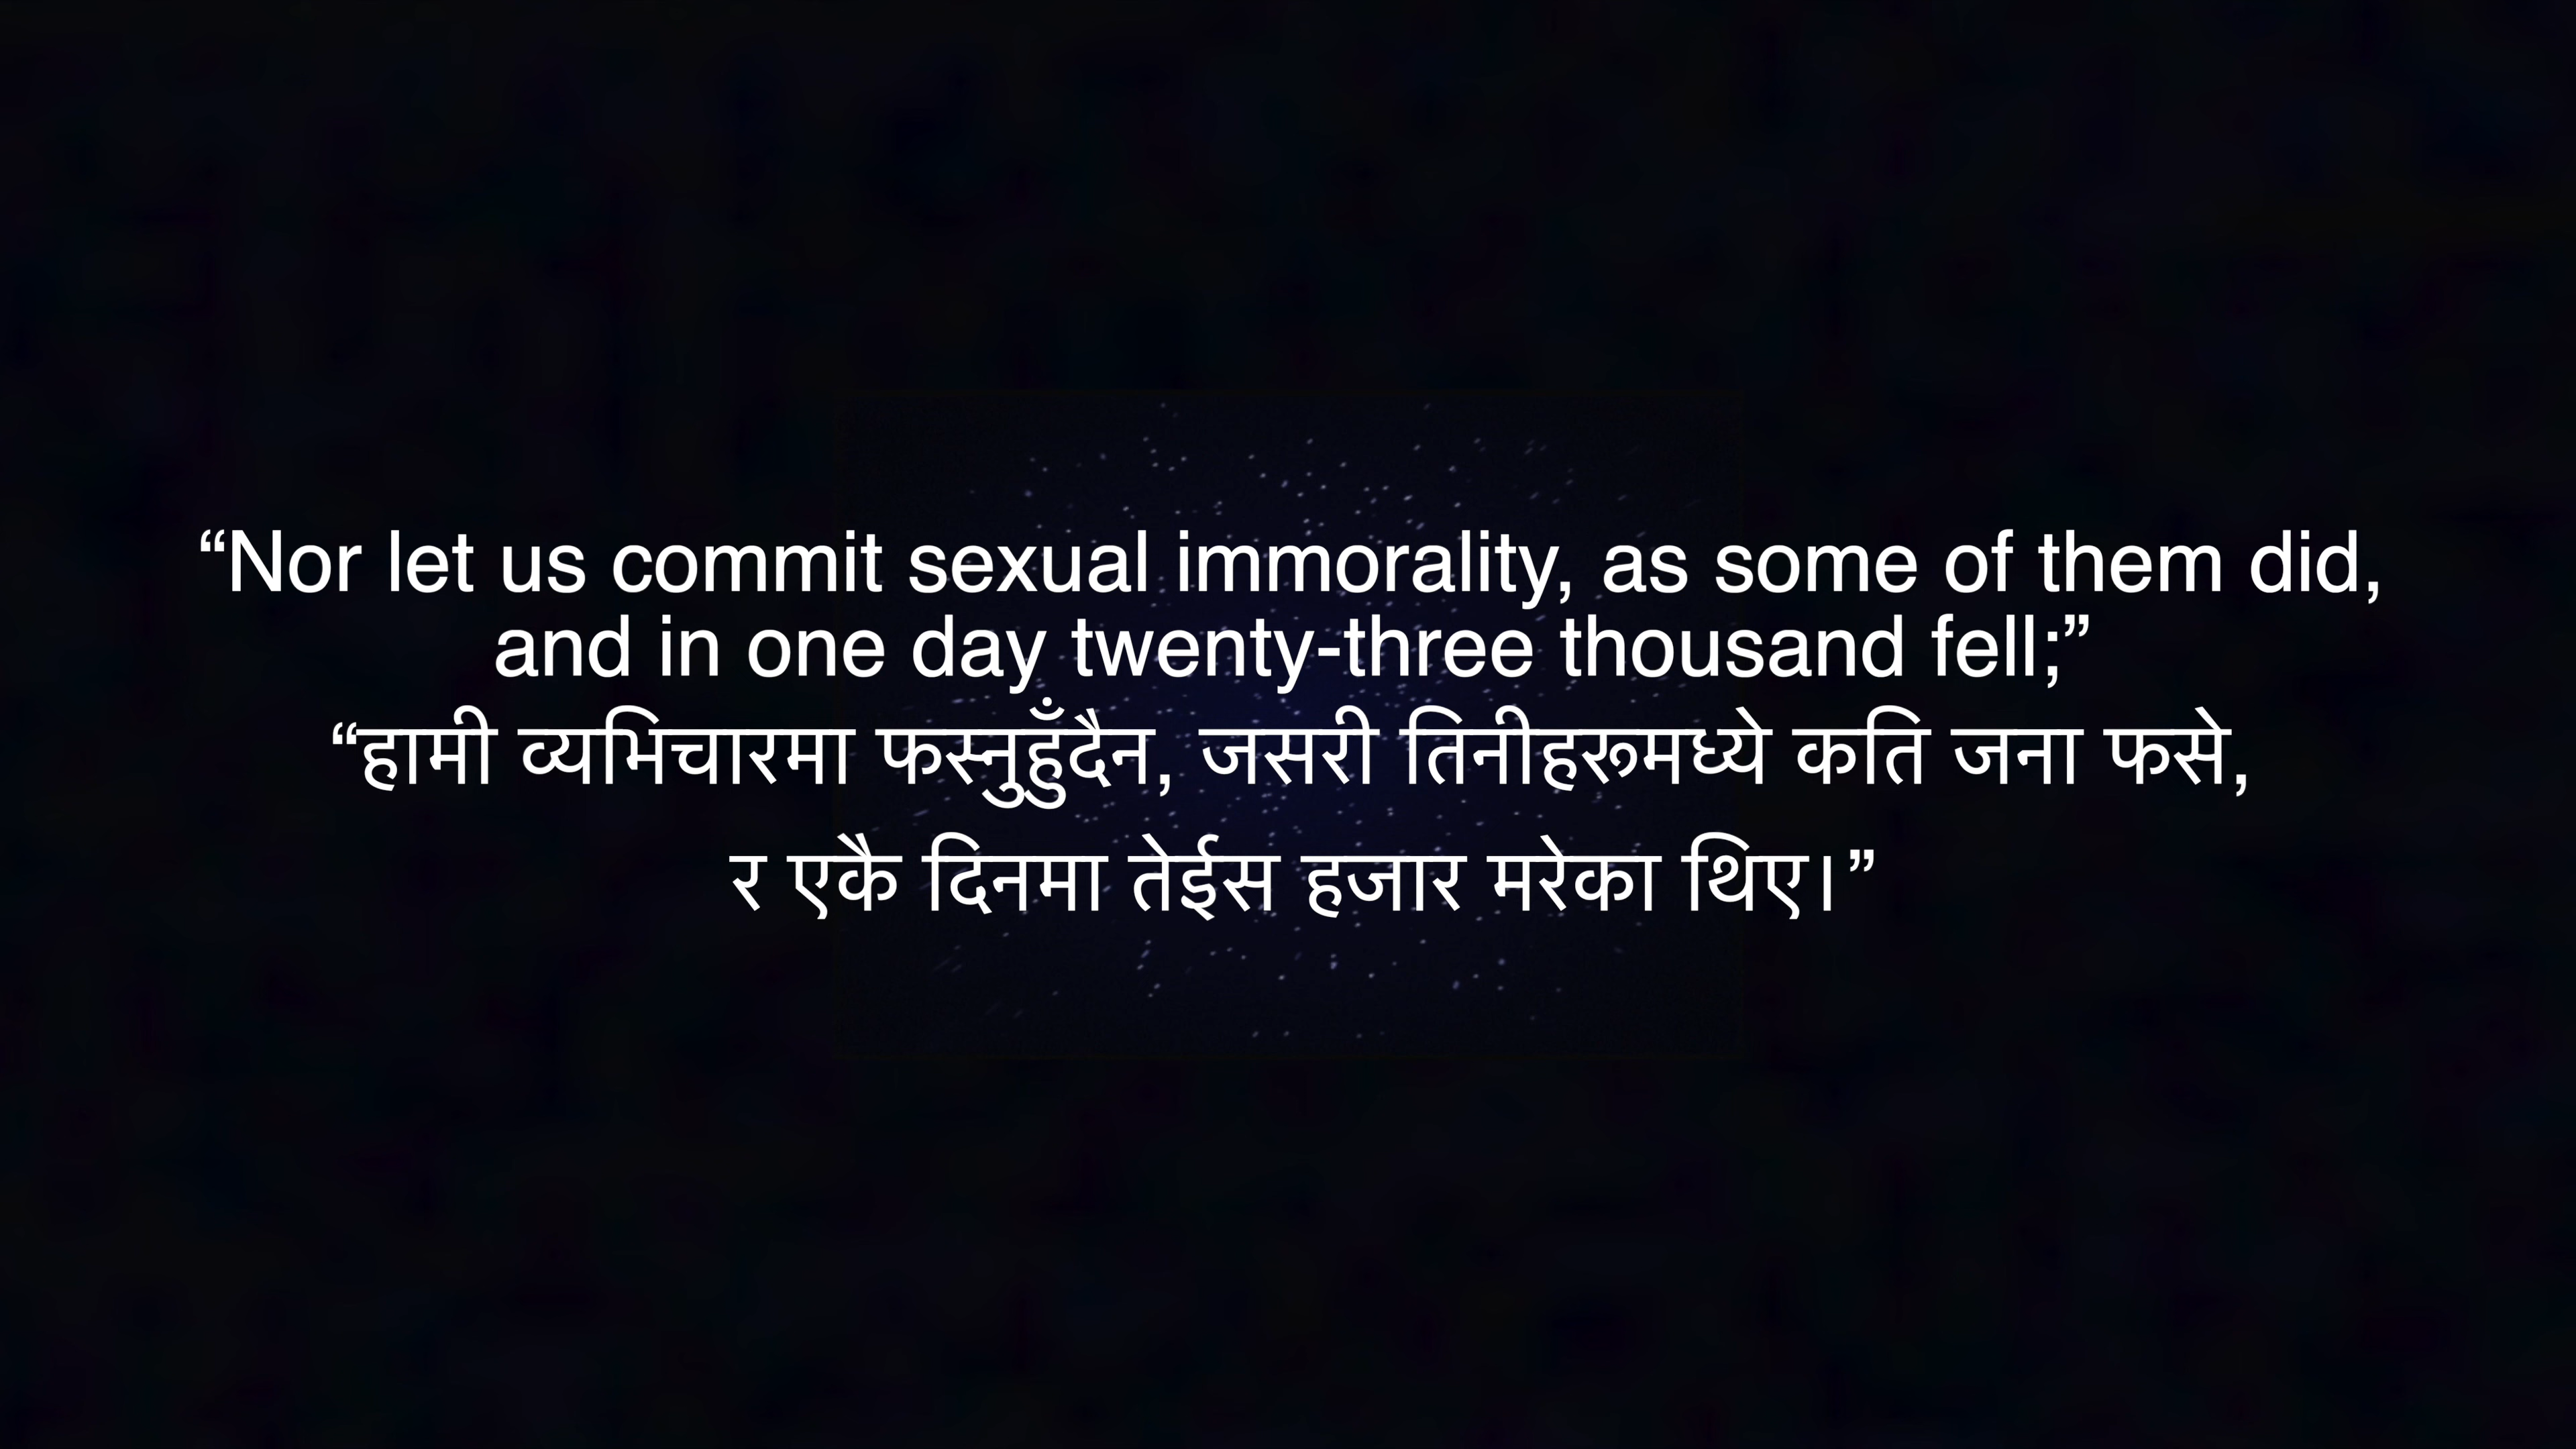 “Nor let us commit sexual immorality, as some of them did,
and in one day twenty-three thousand fell;”
“हामी व्यभिचारमा फस्नुहुँदैन, जसरी तिनीहरूमध्ये कति जना फसे,
र एकै दिनमा तेईस हजार मरेका थिए।”